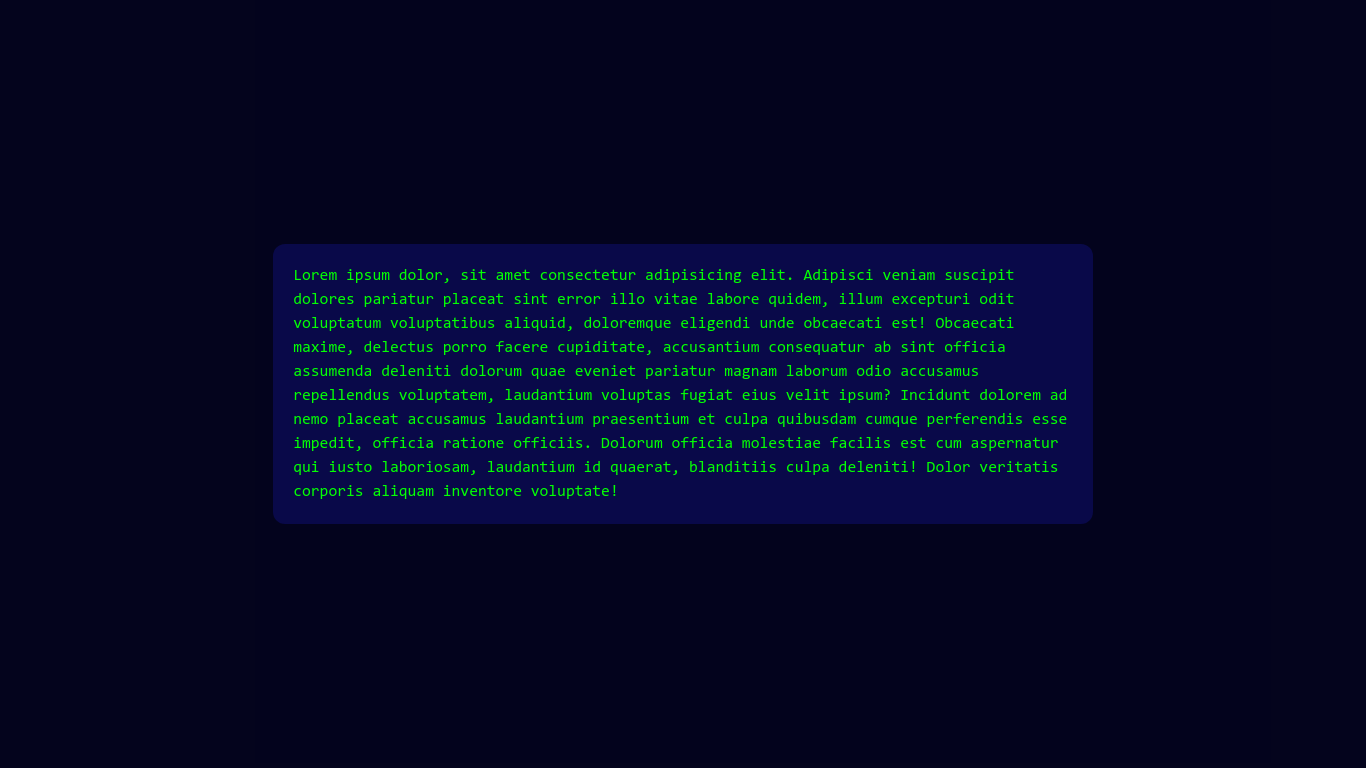 Lorem ipsum dolor, sit amet consectetur adipisicing elit. Adipisci veniam suscipit
dolores pariatur placeat sint error illo vitae labore quidem, illum excepturi odit
voluptatum voluptatibus aliquid, doloremque eligendi unde obcaecati est! Obcaecati
maxime, delectus porro facere cupiditate, accusantium consequatur ab sint officia
assumenda deleniti dolorum quae eveniet pariatur magnam laborum odio accusamus
repellendus voluptatem, laudantium voluptas fugiat eius velit ipsum? Incidunt dolorem ad
nemo placeat accusamus laudantium praesentium et culpa quibusdam cumque perferendis esse
impedit, officia ratione officiis. Dolorum officia molestiae facilis est cum aspernatur
qui iusto laboriosam, laudantium id quaerat, blanditiis culpa deleniti! Dolor veritatis
corporis aliquam inventore voluptate!